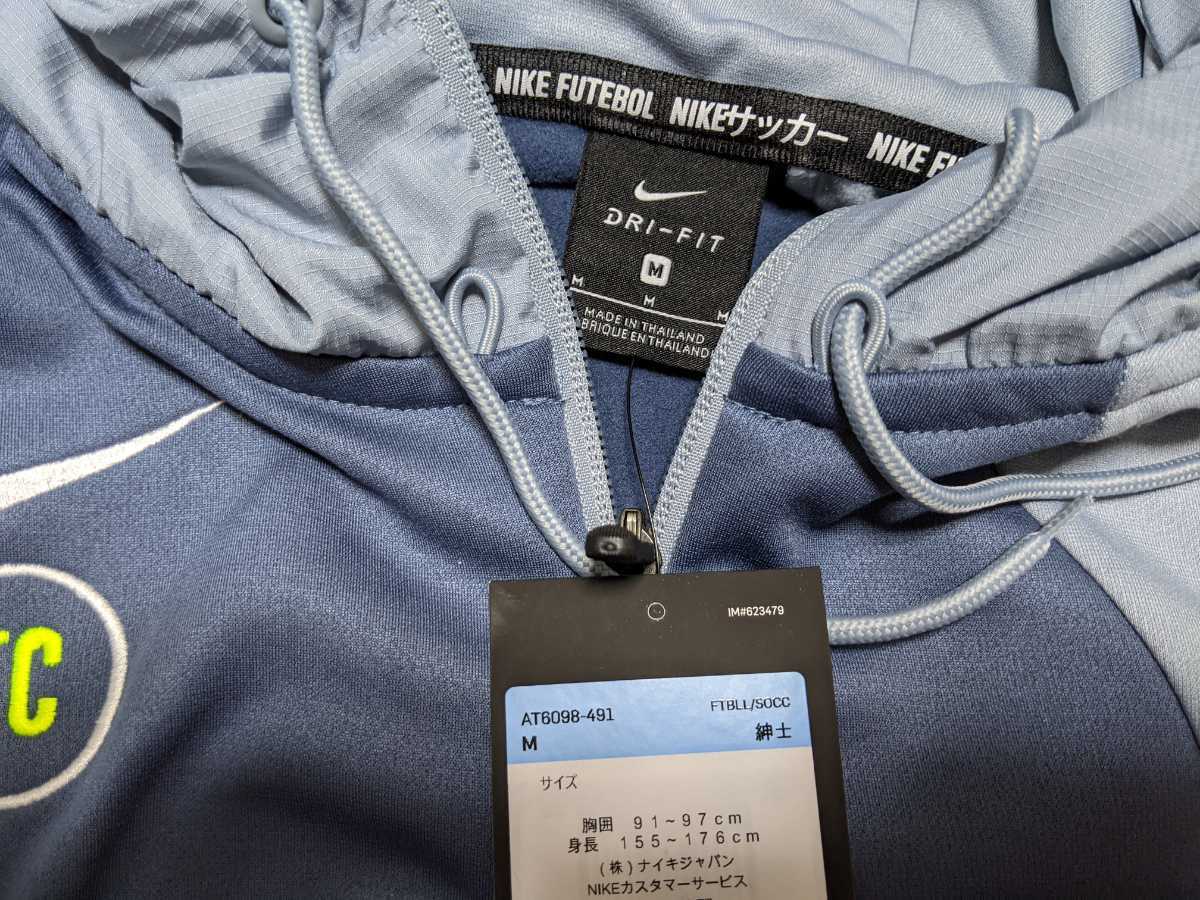 NIKE FUTEBOL NIKEサッカー NIKE FU
DRI-FIT
M
M M M
MADE IN THAILAND
BRIQUE EN THAILANDE
TC
IM#623479
AT6098-491 FTBLL/SOCC
M 紳士
サイズ
胸囲 91~97cm
身長 155~176cm
(株)ナイキジャパン
NIKEカスタマーサービス